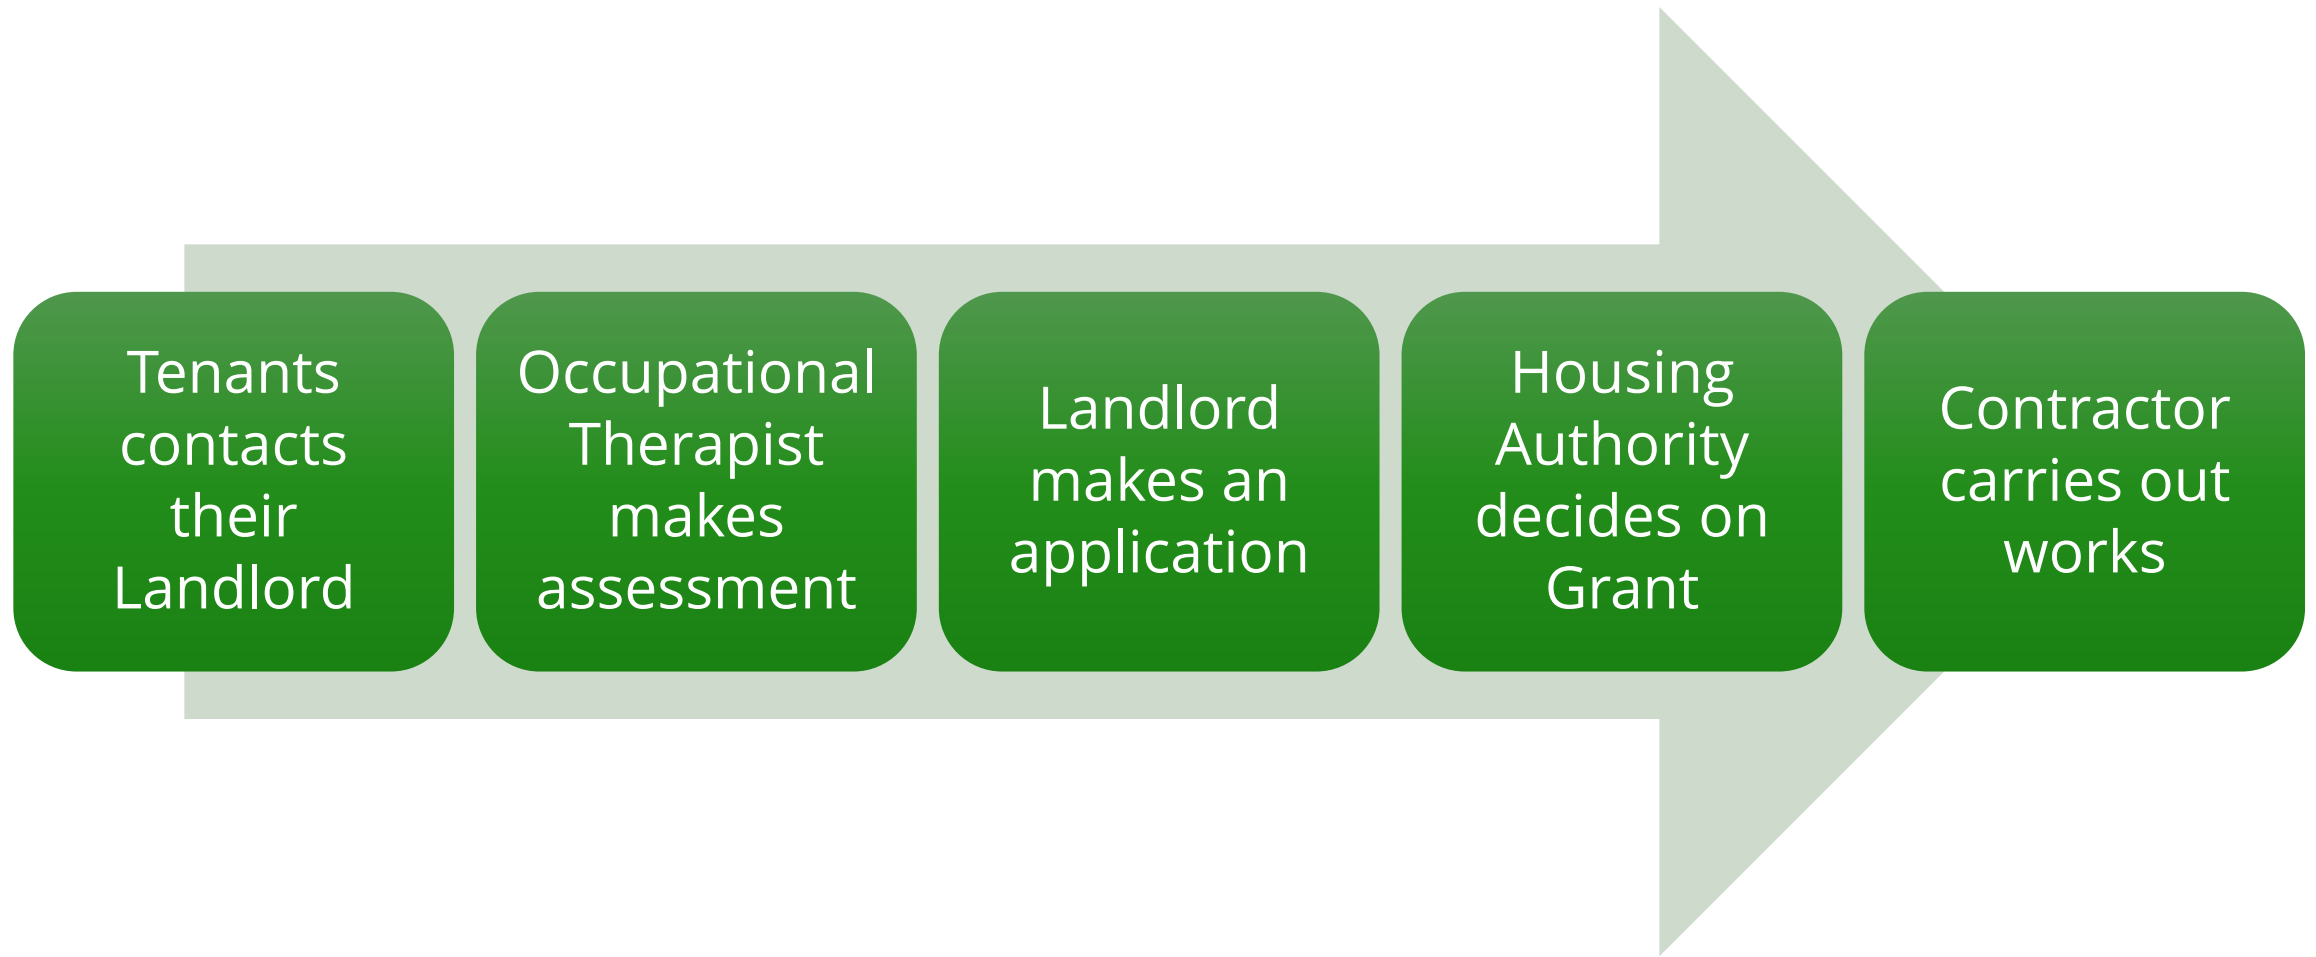 Tenants
contacts
their
Landlord
Occupational
Therapist
makes
assessment
Landlord
makes an
application
Housing
Authority
decides on
Grant
Contractor
carries out
works